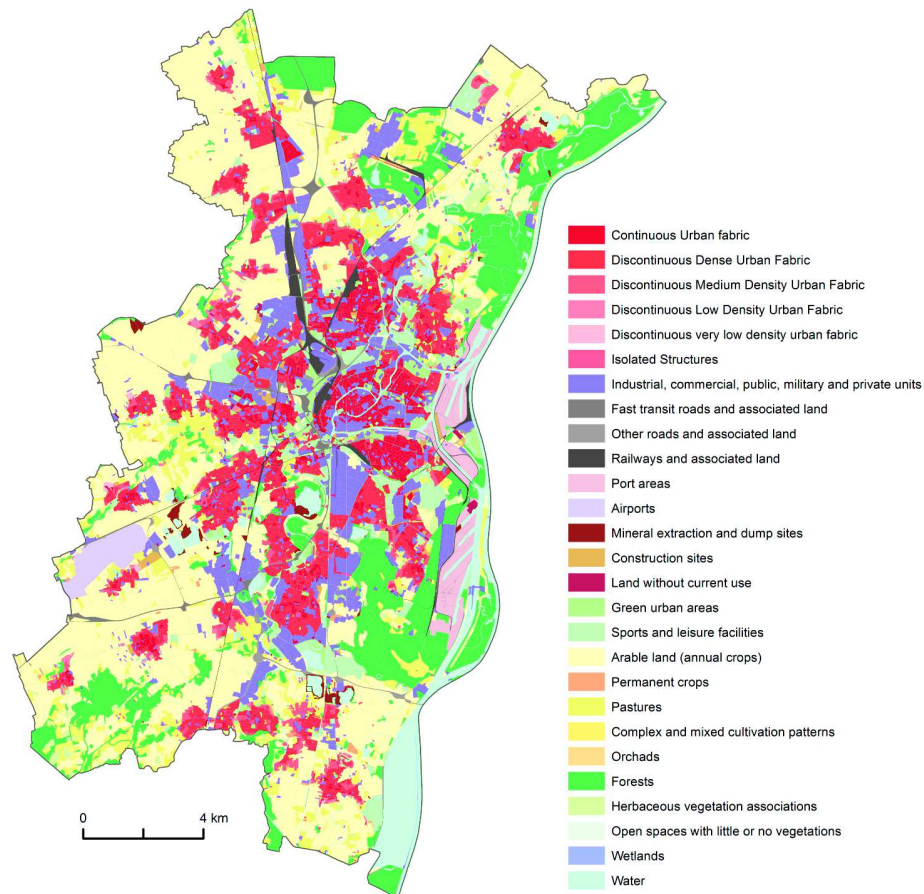 Continuous Urban fabric
Discontinuous Dense Urban Fabric
Discontinuous Medium Density Urban Fabric
Discontinuous Low Density Urban Fabric
Discontinuous very low density urban fabric
Isolated Structures
Industrial, commercial, public, military and private units
Fast transit roads and associated land
Other roads and associated land
Railways and associated land
Port areas
Airports
Mineral extraction and dump sites
Construction sites
Land without current use
Green urban areas
Sports and leisure facilities
Arable land (annual crops)
Permanent crops
Pastures
Complex and mixed cultivation patterns
Orchads
Forests
Herbaceous vegetation associations
Open spaces with little or no vegetations
Wetlands
Water
0 4 km